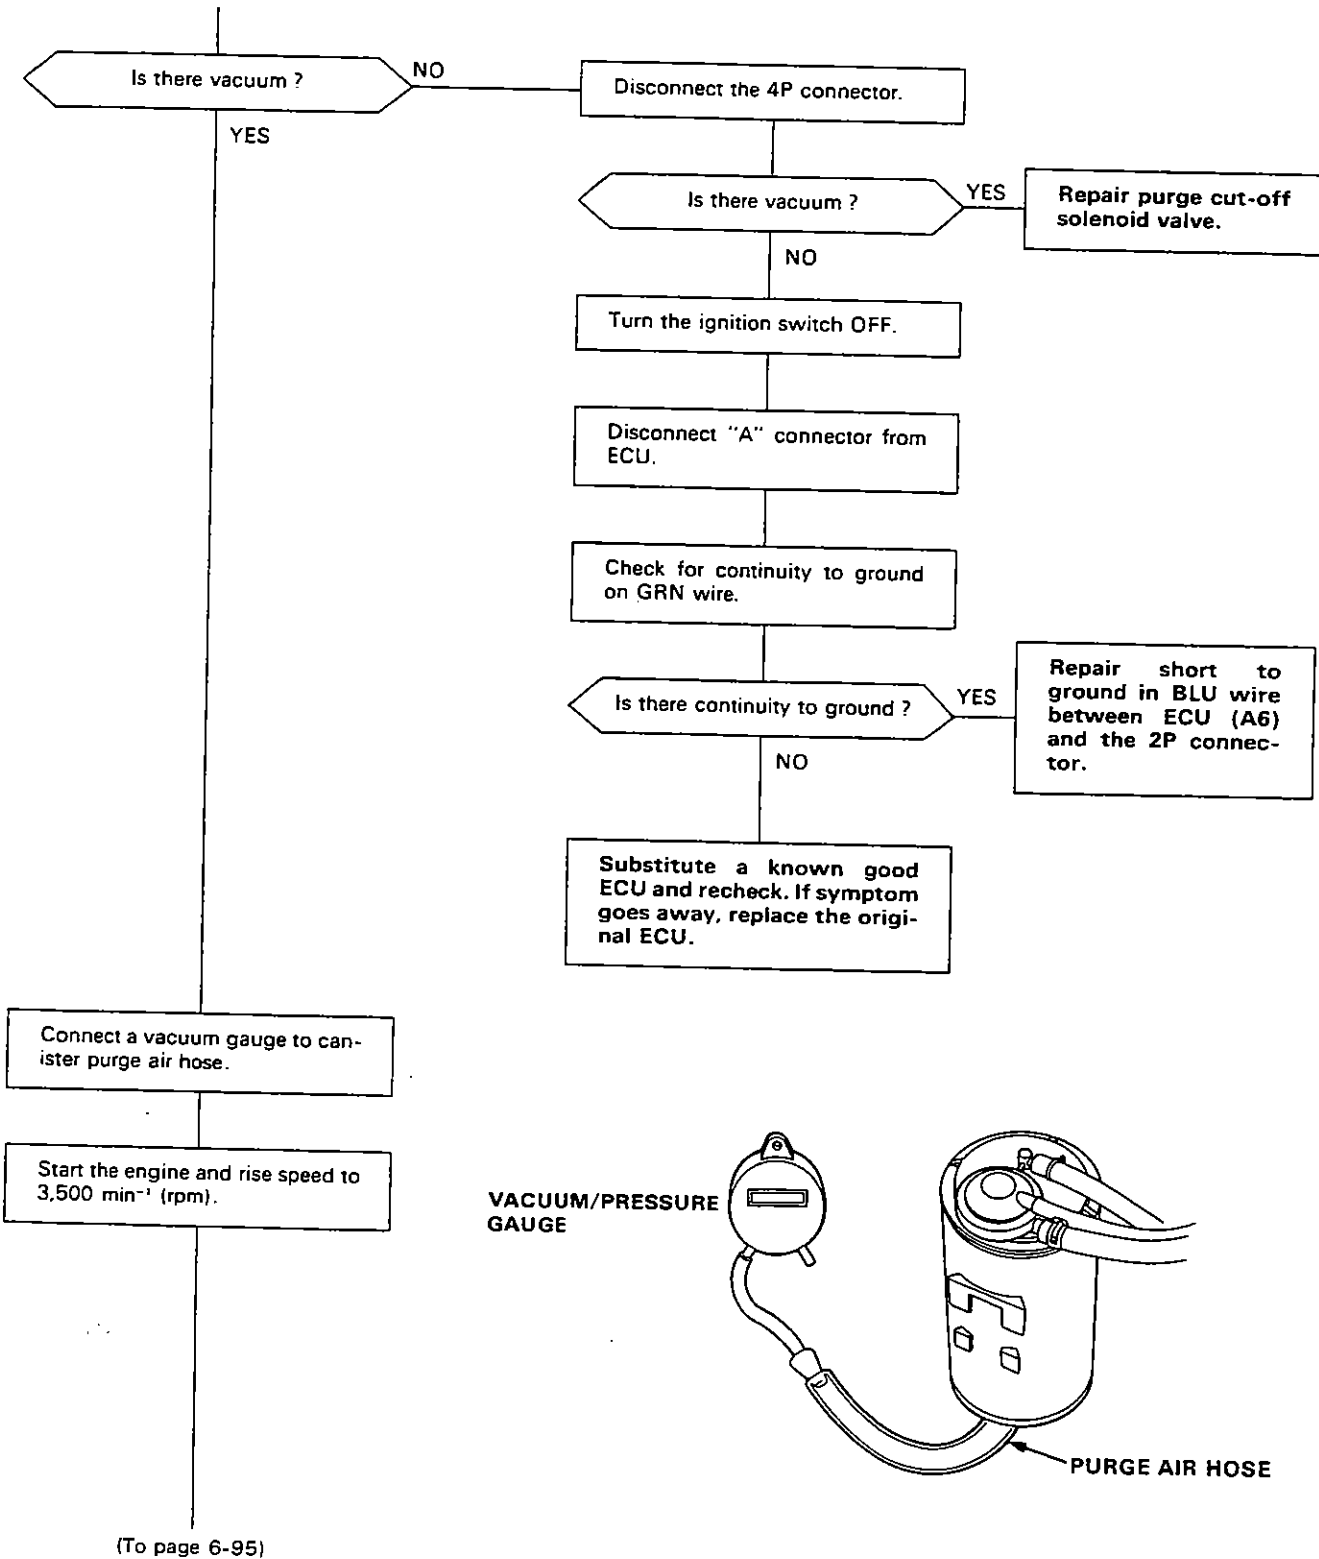 Is there vacuum ?
NO
Disconnect the 4P connector.
YES
Is there vacuum ?
YES
Repair purge cut-off
solenoid valve.
NO
Turn the ignition switch OFF.
Disconnect "A" connector from
ECU.
Check for continuity to ground
on GRN wire.
Is there continuity to ground ?
YES
Repair short to
ground in BLU wire
between ECU (A6)
and the 2P connec-
tor.
NO
Substitute a known good
ECU and recheck. If symptom
goes away, replace the origi-
nal ECU.
Connect a vacuum gauge to can-
ister purge air hose.
Start the engine and rise speed to
3,500 min⁻¹ (rpm).
VACUUM/PRESSURE
GAUGE
PURGE AIR HOSE
(To page 6-95)